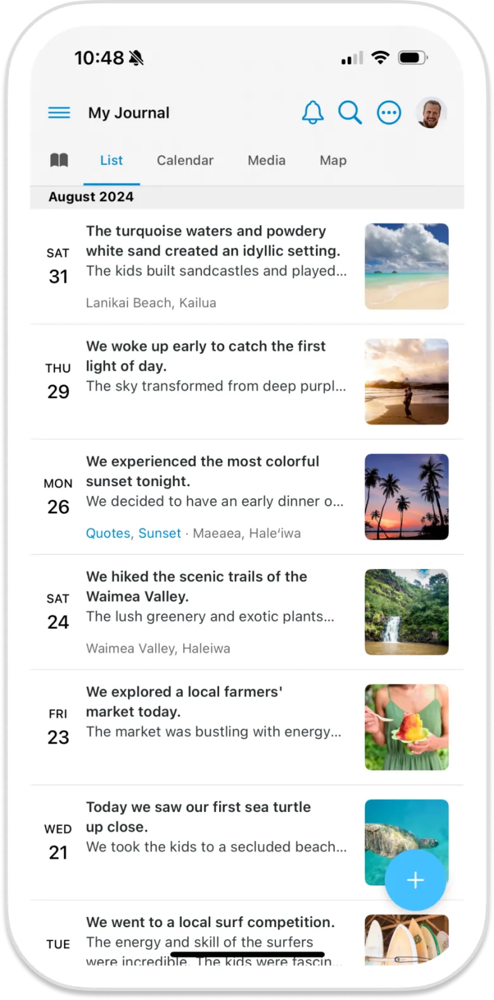 10:48
My Journal
List Calendar Media Map
August 2024
SAT
31
The turquoise waters and powdery
white sand created an idyllic setting.
The kids built sandcastles and played...
Lanikai Beach, Kailua
THU
29
We woke up early to catch the first
light of day.
The sky transformed from deep purpl...
MON
26
We experienced the most colorful
sunset tonight.
We decided to have an early dinner o...
Quotes, Sunset · Maeaea, Haleʻiwa
SAT
24
We hiked the scenic trails of the
Waimea Valley.
The lush greenery and exotic plants...
Waimea Valley, Haleiwa
FRI
23
We explored a local farmers'
market today.
The market was bustling with energy...
WED
21
Today we saw our first sea turtle
up close.
We took the kids to a secluded beach...
TUE
We went to a local surf competition.
The energy and skill of the surfers
were incredible. The kids were fascin...